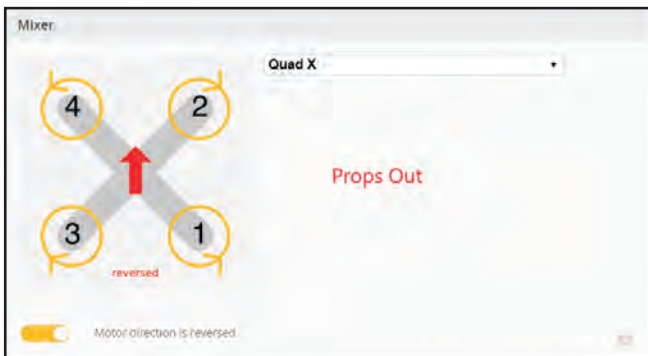 Mixer
Quad X
4 2
Props Out
3 1
reversed
Motor direction is reversed